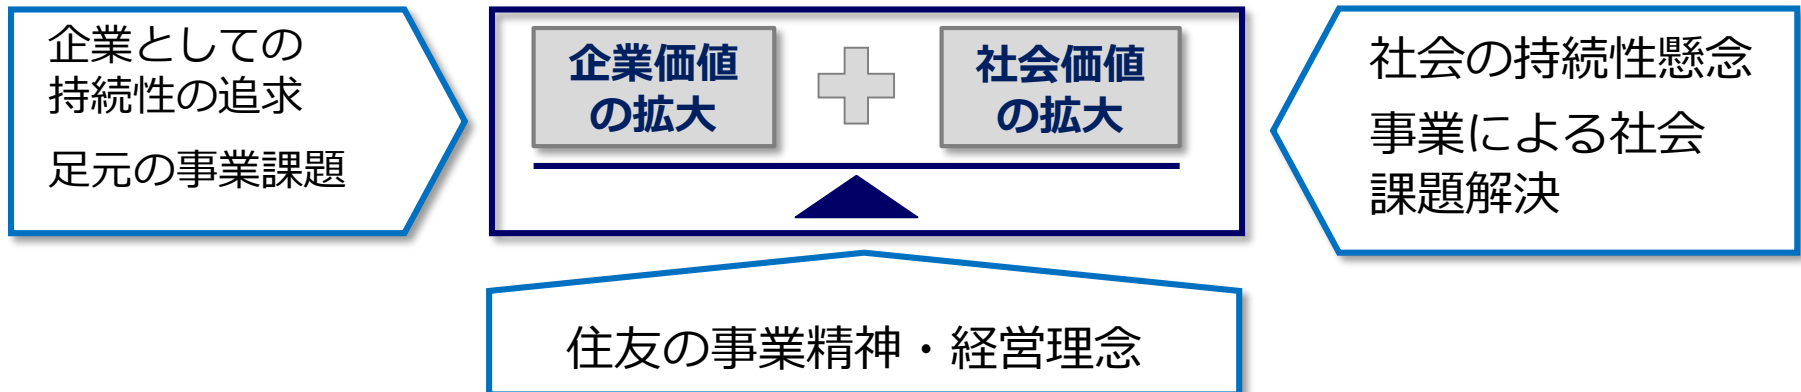 企業としての
持続性の追求
足元の事業課題
企業価値
の拡大
社会価値
の拡大
社会の持続性懸念
事業による社会
課題解決
住友の事業精神・経営理念